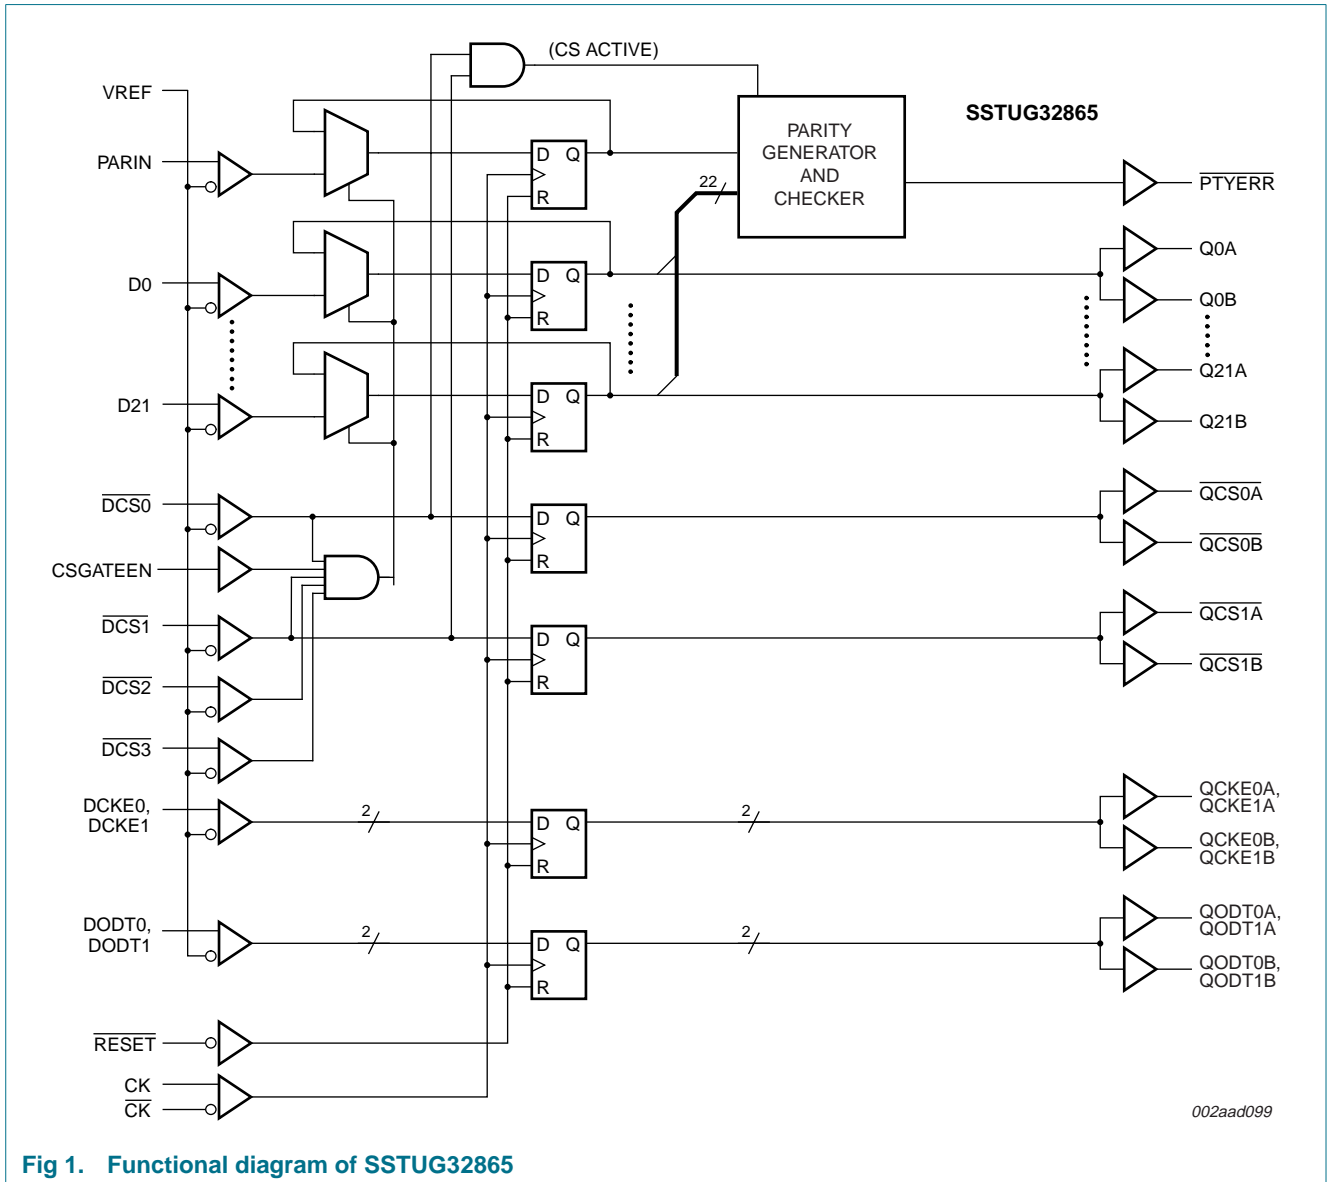 (CS ACTIVE)
VREF
SSTUG32865
PARITY
GENERATOR
AND
CHECKER
PARIN
D Q
R
22
PTYERR
Q0A
D0
D Q
R
Q0B
Q21A
D21
D Q
R
Q21B
DCS0
D Q
R
QCS0A
QCS0B
CSGATEEN
DCS1
D Q
R
QCS1A
QCS1B
DCS2
DCS3
DCKE0,
DCKE1
2
D Q
R
2
QCKE0A,
QCKE1A
QCKE0B,
QCKE1B
DODT0,
DODT1
2
D Q
R
2
QODT0A,
QODT1A
QODT0B,
QODT1B
RESET
CK
CK
002aad099
Fig 1. Functional diagram of SSTUG32865